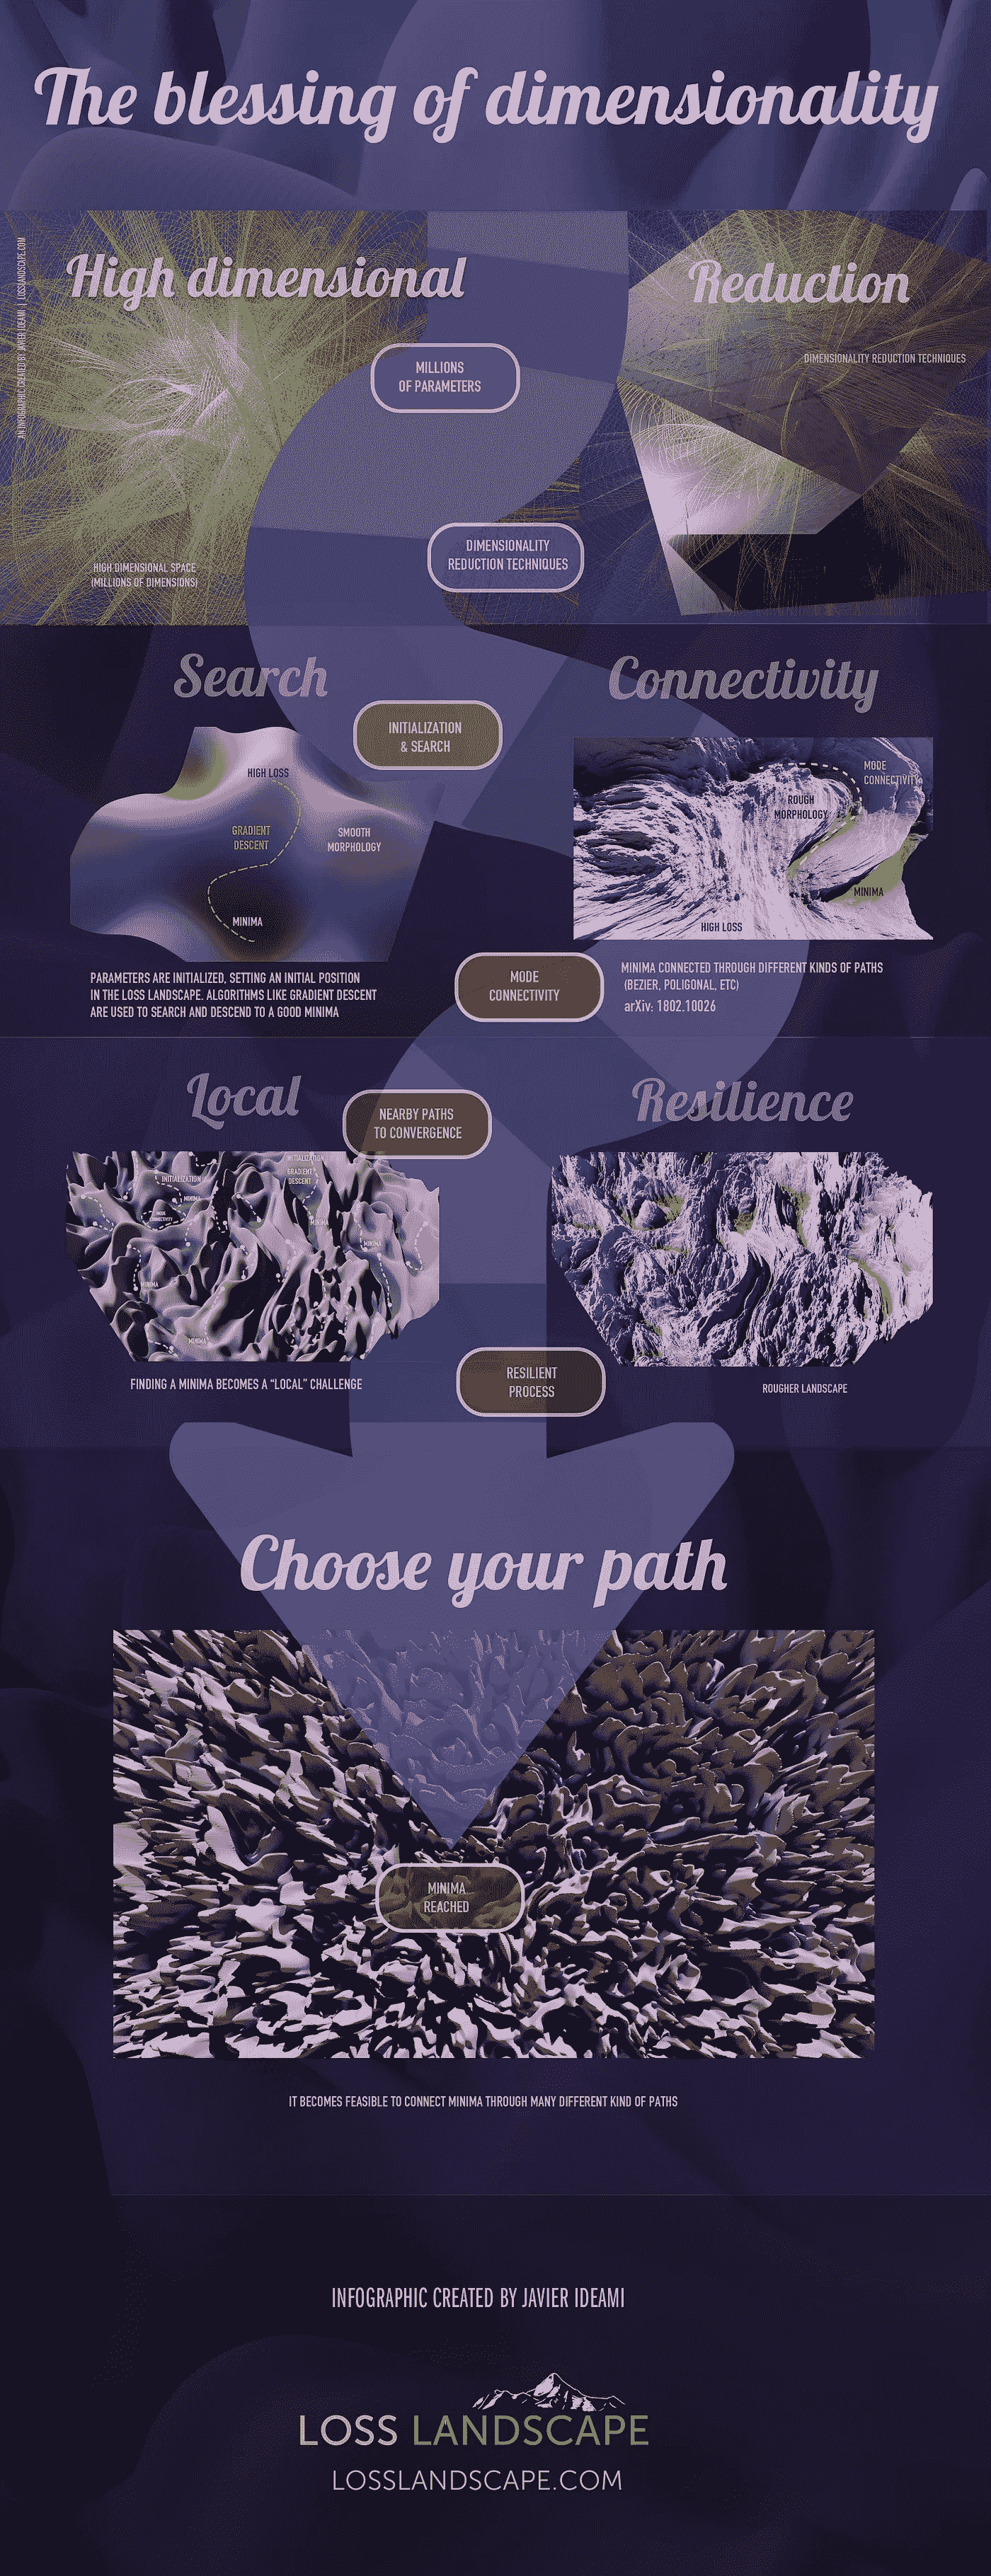 The blessing of dimensionality
AN INFOGRAPHIC CREATED BY JAVIER IDEAMI | LOSSLANDSCAPE.COM
High dimensional
MILLIONS
OF PARAMETERS
HIGH DIMENSIONAL SPACE
(MILLIONS OF DIMENSIONS)
Reduction
DIMENSIONALITY REDUCTION TECHNIQUES
DIMENSIONALITY
REDUCTION TECHNIQUES
Search
INITIALIZATION
& SEARCH
HIGH LOSS
GRADIENT
DESCENT
SMOOTH
MORPHOLOGY
MINIMA
PARAMETERS ARE INITIALIZED, SETTING AN INITIAL POSITION
IN THE LOSS LANDSCAPE. ALGORITHMS LIKE GRADIENT DESCENT
ARE USED TO SEARCH AND DESCEND TO A GOOD MINIMA
Connectivity
MODE
CONNECTIVITY
ROUGH
MORPHOLOGY
MINIMA
HIGH LOSS
MODE
CONNECTIVITY
MINIMA CONNECTED THROUGH DIFFERENT KINDS OF PATHS
(BEZIER, POLIGONAL, ETC)
arXiv: 1802.10026
Local
NEARBY PATHS
TO CONVERGENCE
INITIALIZATION
GRADIENT
DESCENT
INITIALIZATION
MINIMA
MODE
CONNECTIVITY
MINIMA
MINIMA
MINIMA
MINIMA
FINDING A MINIMA BECOMES A “LOCAL” CHALLENGE
Resilience
RESILIENT
PROCESS
ROUGHER LANDSCAPE
Choose your path
MINIMA
REACHED
IT BECOMES FEASIBLE TO CONNECT MINIMA THROUGH MANY DIFFERENT KIND OF PATHS
INFOGRAPHIC CREATED BY JAVIER IDEAMI
LOSS LANDSCAPE
LOSSLANDSCAPE.COM